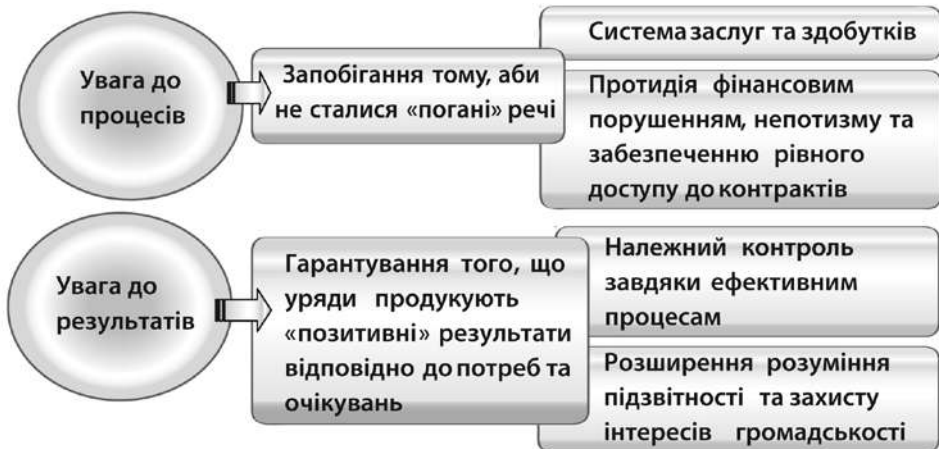 Увага до
процесів
Запобігання тому, аби
не сталися «погані» речі
Система заслуг та здобутків
Протидія фінансовим
порушенням, непотизму та
забезпеченню рівного
доступу до контрактів
Увага до
результатів
Гарантування того, що
уряди продукують
«позитивні» результати
відповідно до потреб та
очікувань
Належний контроль
завдяки ефективним
процесам
Розширення розуміння
підзвітності та захисту
інтересів громадськості